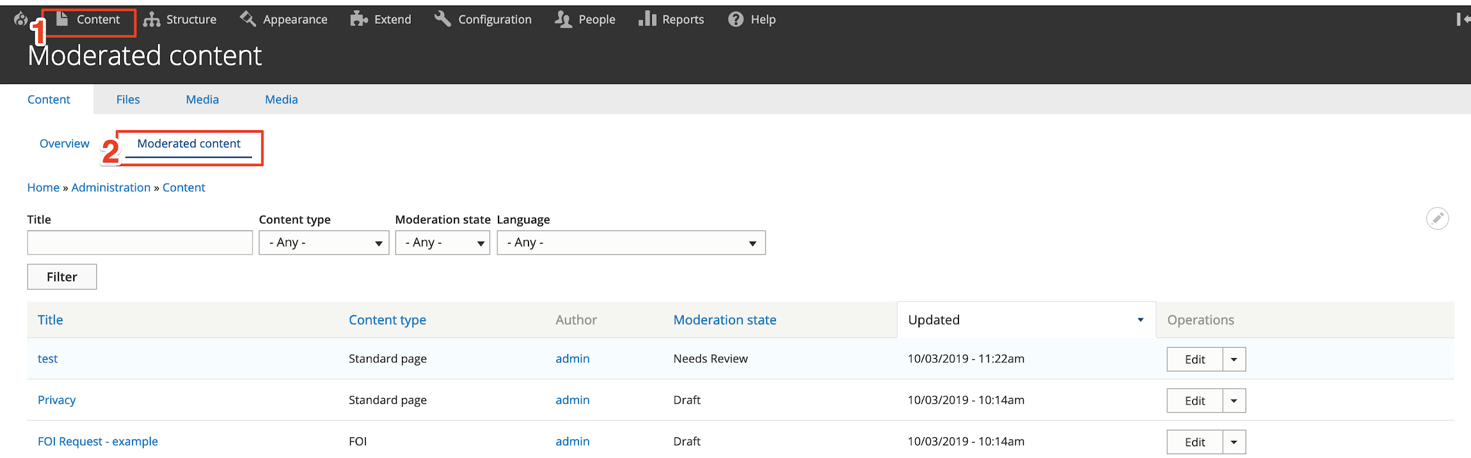 Content Structure Appearance Extend Configuration People Reports Help
1
Moderated content
Content Files Media Media
Overview 2 Moderated content
Home » Administration » Content
Title Content type Moderation state Language
- Any - - Any - - Any -
Filter
Title Content type Author Moderation state Updated Operations
test Standard page admin Needs Review 10/03/2019 - 11:22am Edit
Privacy Standard page admin Draft 10/03/2019 - 10:14am Edit
FOI Request - example FOI admin Draft 10/03/2019 - 10:14am Edit